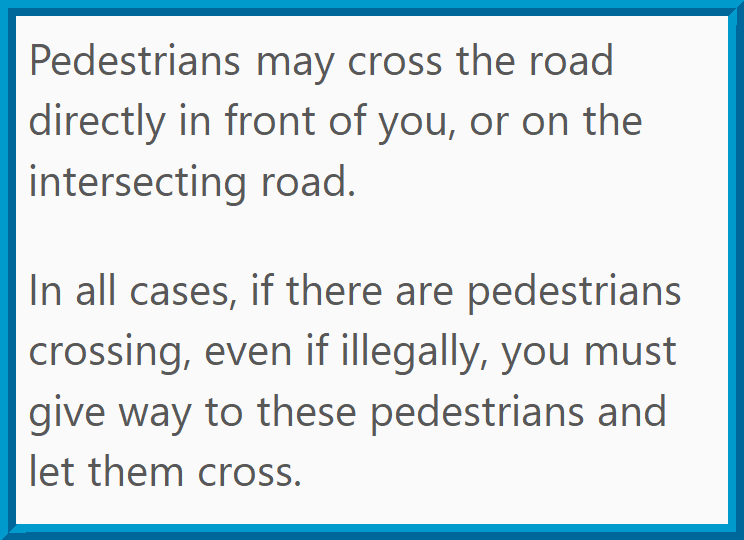 Pedestrians may cross the road
directly in front of you, or on the
intersecting road.
In all cases, if there are pedestrians
crossing, even if illegally, you must
give way to these pedestrians and
let them cross.